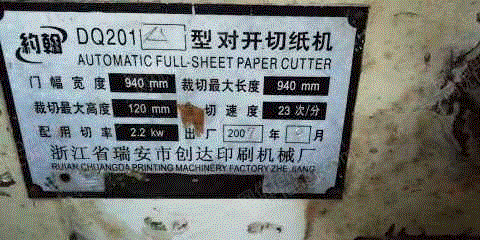 約翰 DQ201 型对开切纸机
AUTOMATIC FULL-SHEET PAPER CUTTER
门幅宽度 940 mm 裁切最大长度 940 mm
裁切最大高度 120 mm 切速度 23 次/分
配用切率 2.2 kw 出厂 200 年 月
浙江省瑞安市创达印刷机械厂
RUIAN CHUANGDA PRINTING MACHINERY FACTORY ZHE JIANG